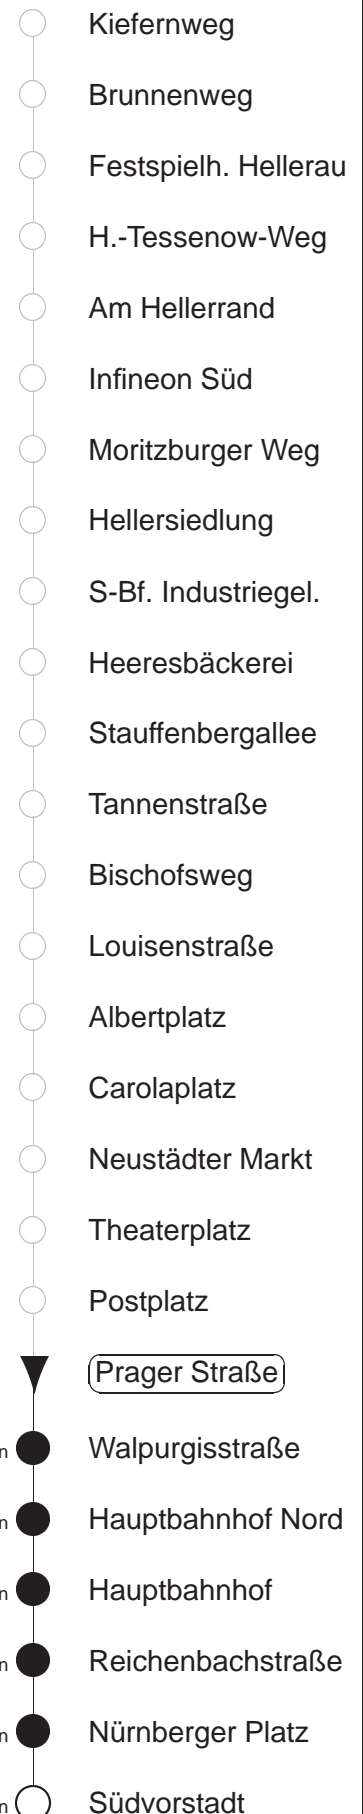 Kiefernweg
Brunnenweg
Festspielh. Hellerau
H.-Tessenow-Weg
Am Hellerrand
Infineon Süd
Moritzburger Weg
Hellersiedlung
S-Bf. Industriegel.
Heeresbäckerei
Stauffenbergallee
Tannenstraße
Bischofsweg
Louisenstraße
Albertplatz
Carolaplatz
Neustädter Markt
Theaterplatz
Postplatz
Prager Straße
n Walpurgisstraße
n Hauptbahnhof Nord
n Hauptbahnhof
n Reichenbachstraße
n Nürnberger Platz
n Südvorstadt